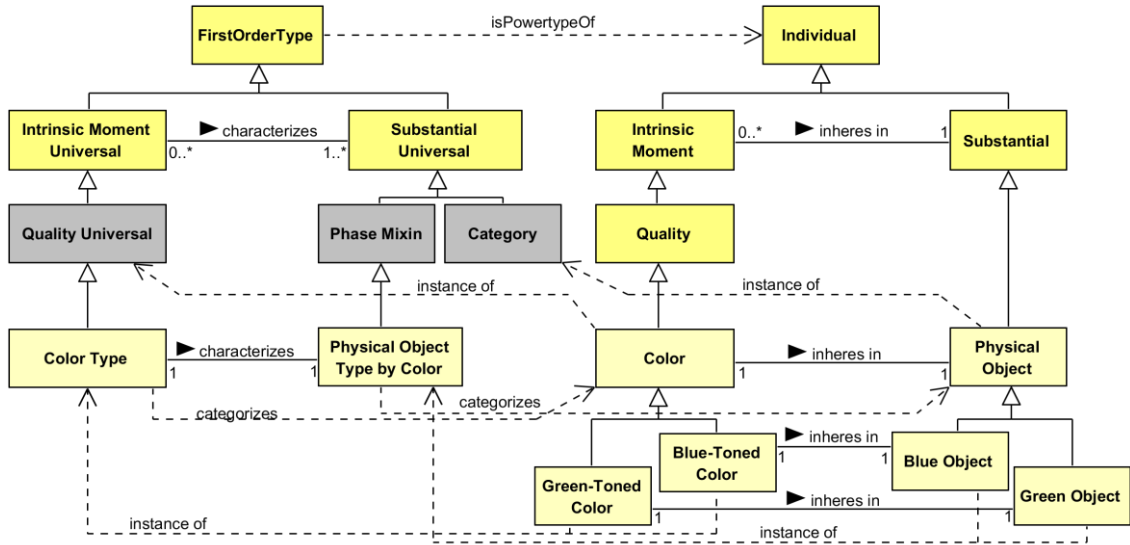 isPowertypeOf
FirstOrderType
Individual
Intrinsic Moment
Universal
characterizes
0..*
1..*
Substantial
Universal
Intrinsic
Moment
0..*
inheres in
1
Substantial
Quality Universal
Phase Mixin
Category
Quality
instance of
instance of
Color Type
characterizes
1
1
Physical Object
Type by Color
Color
inheres in
1
1
Physical
Object
categorizes
categorizes
Blue-Toned
Color
inheres in
1
1
Blue Object
Green-Toned
Color
inheres in
1
1
Green Object
instance of
instance of